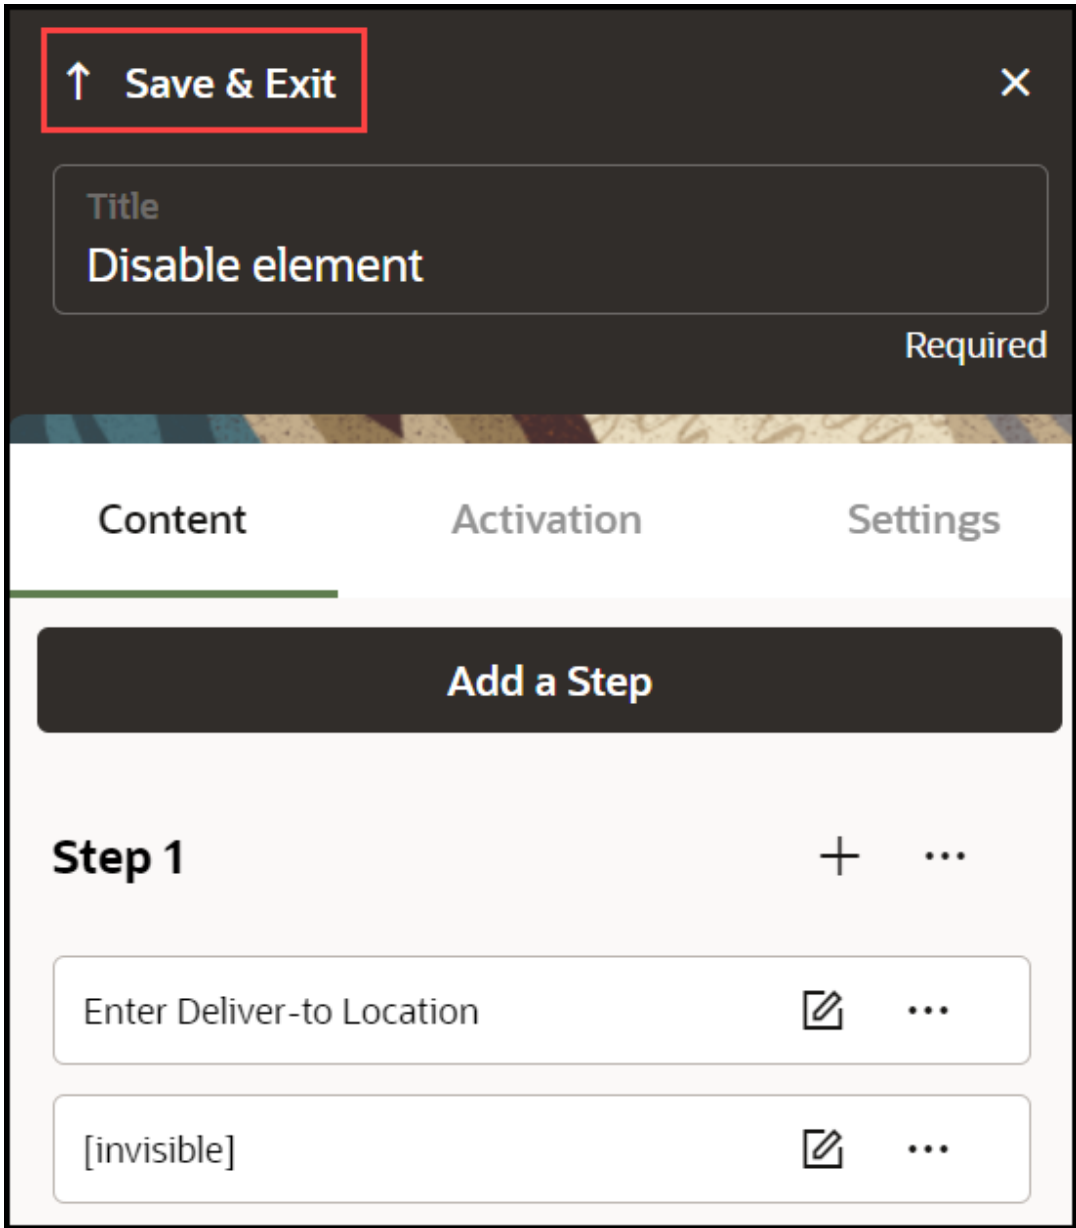 Save & Exit
Title
Disable element
Required
Content Activation Settings
Add a Step
Step 1
Enter Deliver-to Location
[invisible]